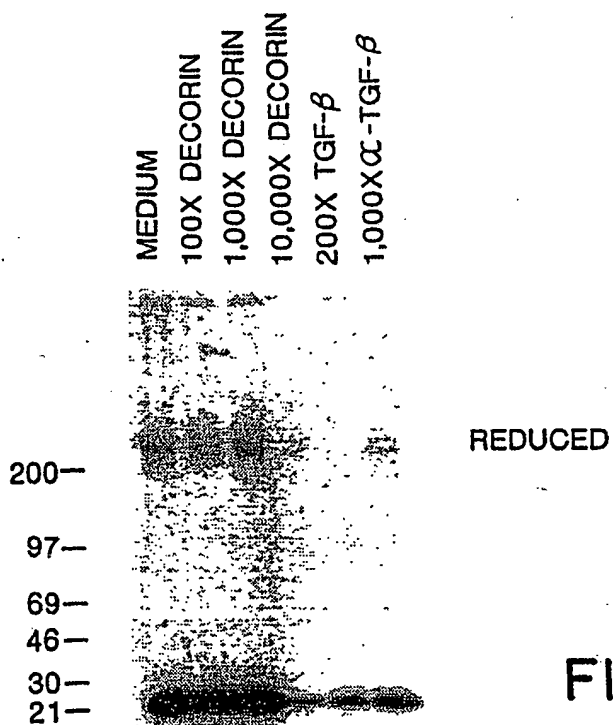 MEDIUM
100X DECORIN
1,000X DECORIN
10,000X DECORIN
200X TGF-β
1,000Xα-TGF-β
REDUCED
200—
97—
69—
46—
30—
21—
FI